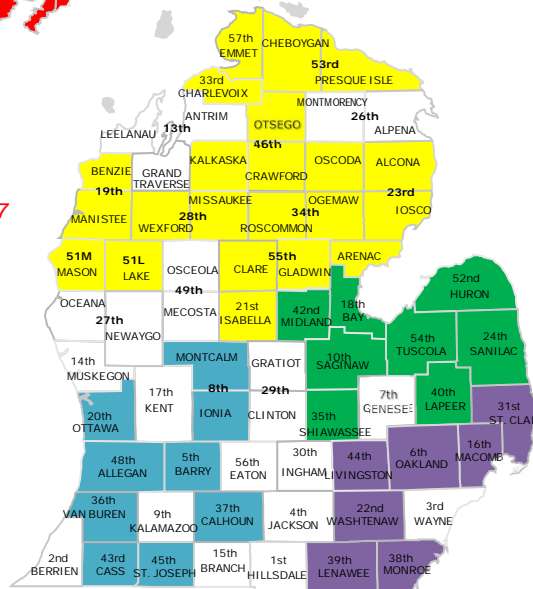 57th
EMMET
CHEBOYGAN
53rd
PRESQUE ISLE
33rd
CHARLEVOIX
MONTMORENCY
ANTRIM
OTSEGO
26th
ALPENA
LEELANAU
13th
46th
KALKASKA
CRAWFORD
OSCODA
ALCONA
BENZIE
GRAND
TRAVERSE
19th
MANISTEE
MISSAUKEE
28th
WEXFORD
ROSCOMMON
34th
OGEMAW
23rd
IOSCO
7
51M
MASON
51L
LAKE
OSCEOLA
CLARE
55th
GLADWIN
ARENAC
49th
OCEANA
27th
NEWAYGO
MECOSTA
21st
ISABELLA
42nd
MIDLAND
18th
BAY
52nd
HURON
14th
MUSKEGON
MONTCALM
GRATIOT
10th
SAGINAW
54th
TUSCOLA
24th
SANILAC
17th
KENT
8th
IONIA
29th
CLINTON
35th
SHIAWASSEE
7th
GENESEE
40th
LAPEER
31st
ST. CLAI
20th
OTTAWA
48th
ALLEGAN
5th
BARRY
56th
EATON
30th
INGHAM
44th
LIVINGSTON
6th
OAKLAND
16th
MACOMB
36th
VAN BUREN
9th
KALAMAZOO
37th
CALHOUN
4th
JACKSON
22nd
WASHTENAW
3rd
WAYNE
2nd
BERRIEN
43rd
CASS
45th
ST. JOSEPH
15th
BRANCH
1st
HILLSDALE
39th
LENAWEE
38th
MONROE